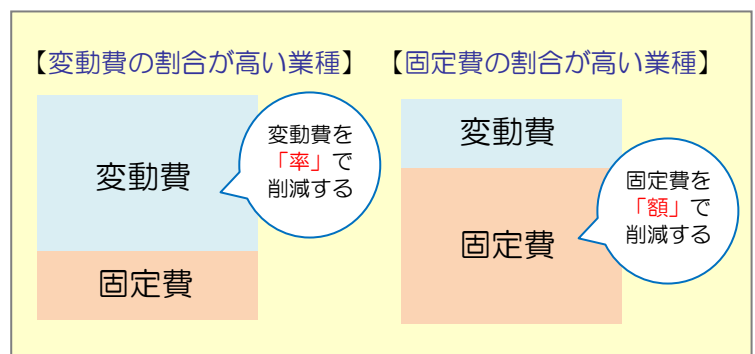 【変動費の割合が高い業種】
変動費
変動費を
「率」で
削減する
固定費
【固定費の割合が高い業種】
変動費
固定費
固定費を
「額」で
削減する